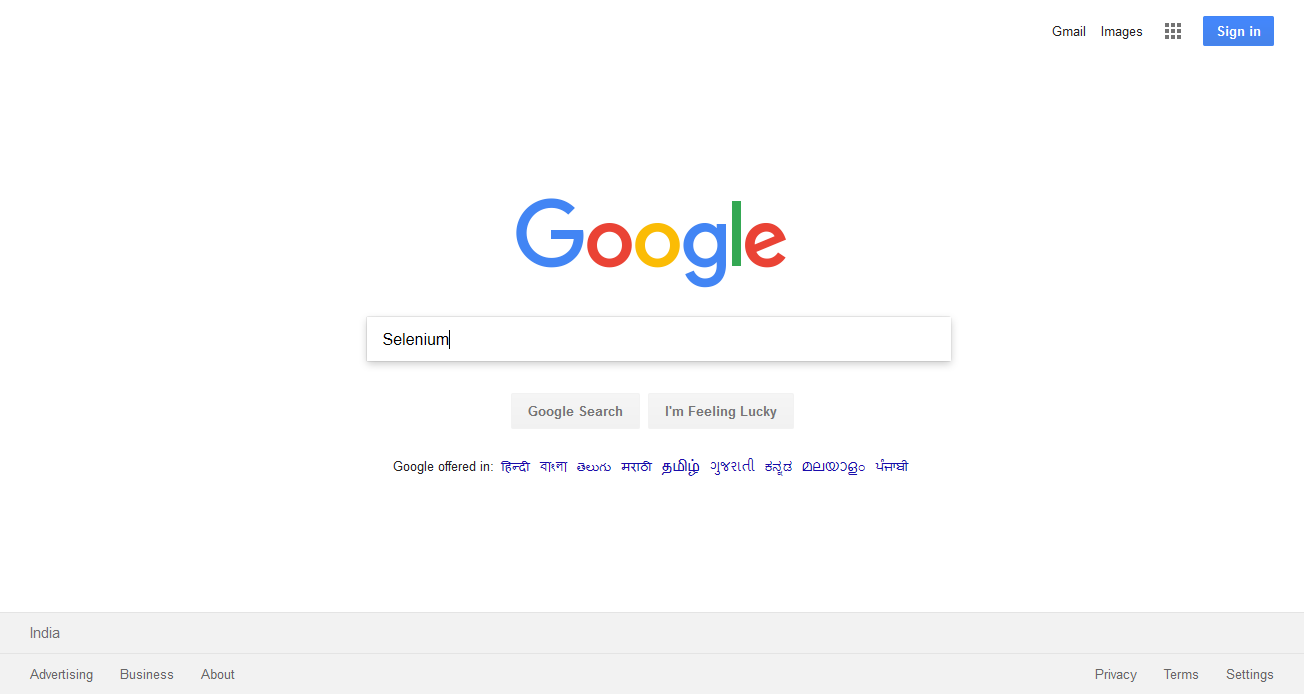 Gmail Images Sign in
Google
Selenium
Google Search I'm Feeling Lucky
Google offered in: हिन्दी বাংলা తెలుగు मराठी தமிழ் ગુજરાતી ಕನ್ನಡ മലയാളം ਪੰਜਾਬੀ
India
Advertising Business About Privacy Terms Settings